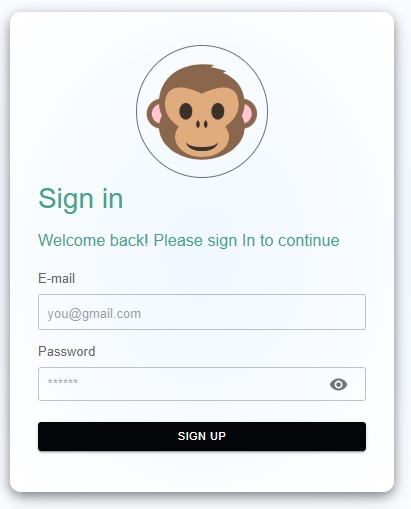 Sign in
Welcome back! Please sign In to continue
E-mail
you@gmail.com
Password
******
SIGN UP